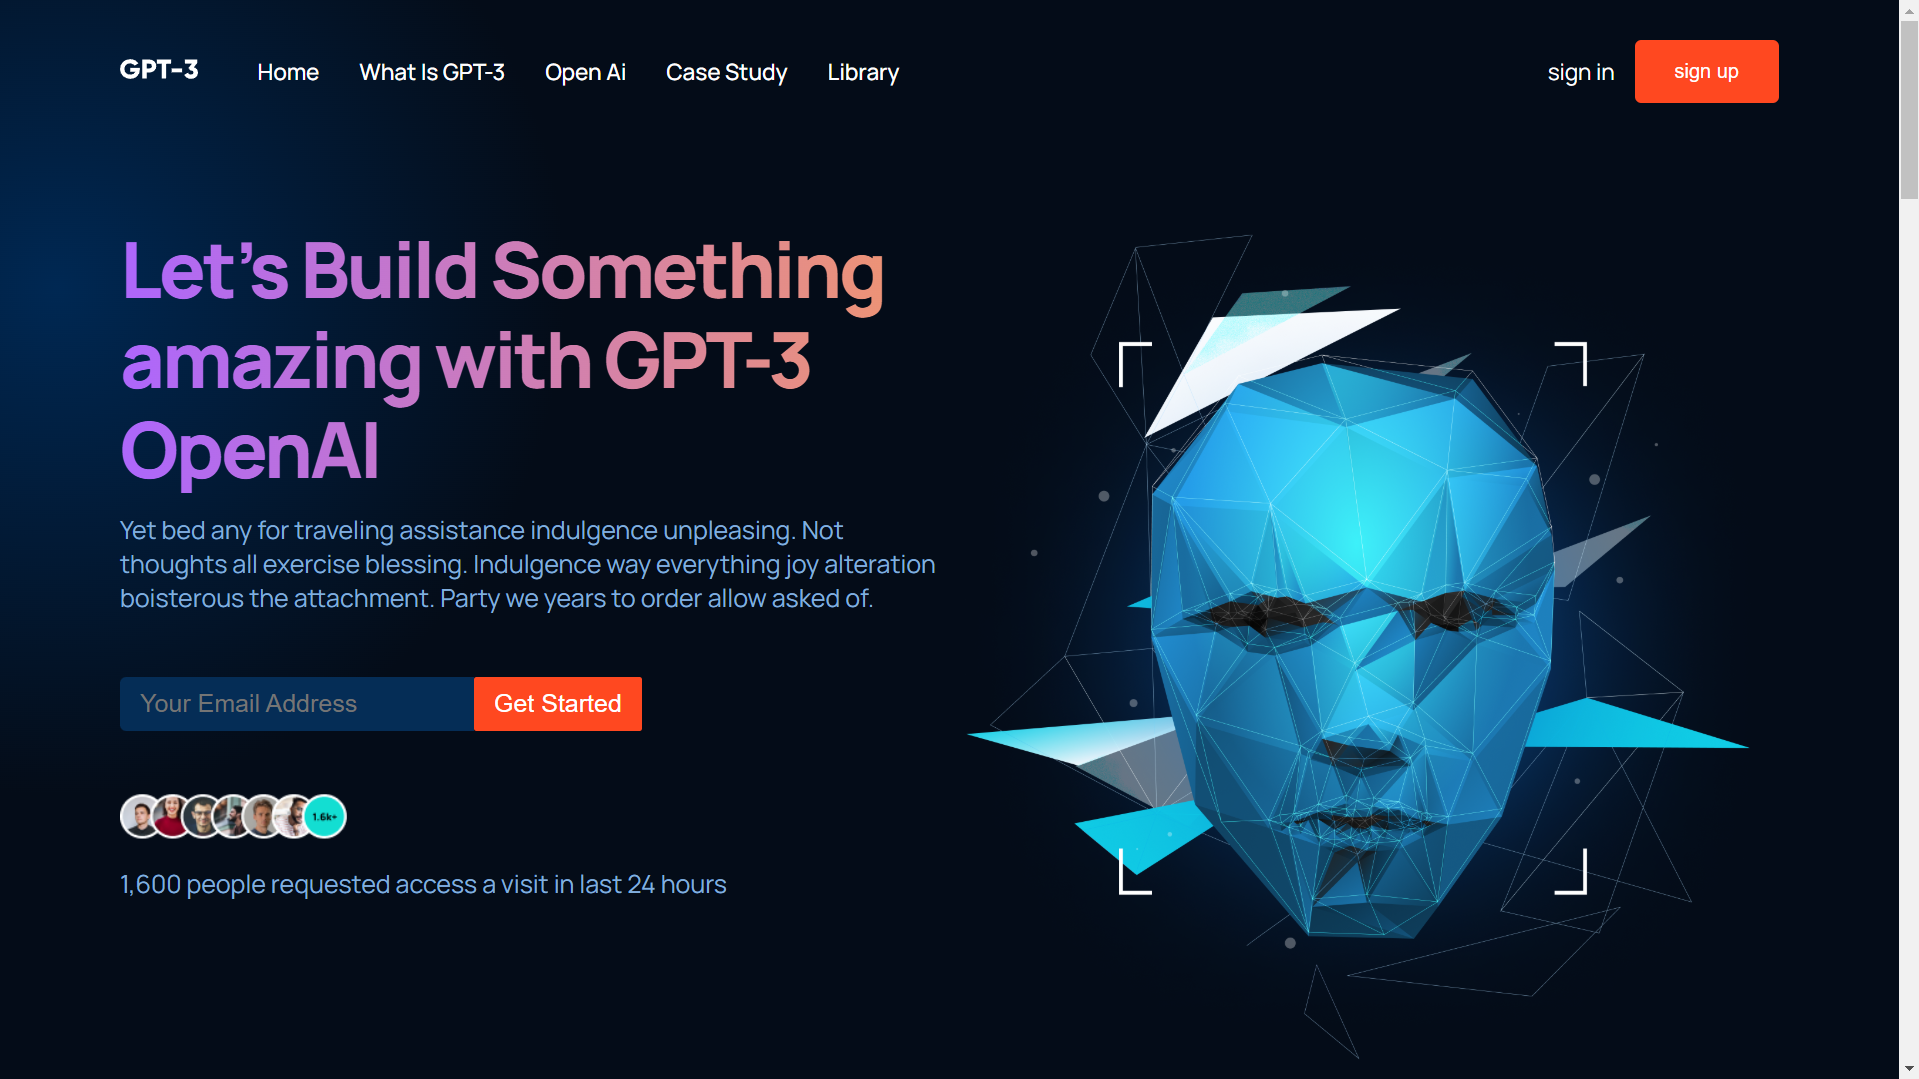 GPT-3
Home
What Is GPT-3
Open Ai
Case Study
Library
sign in
sign up
Let's Build Something
amazing with GPT-3
OpenAI
Yet bed any for traveling assistance indulgence unpleasing. Not
thoughts all exercise blessing. Indulgence way everything joy alteration
boisterous the attachment. Party we years to order allow asked of.
Your Email Address
Get Started
1.6k+
1,600 people requested access a visit in last 24 hours